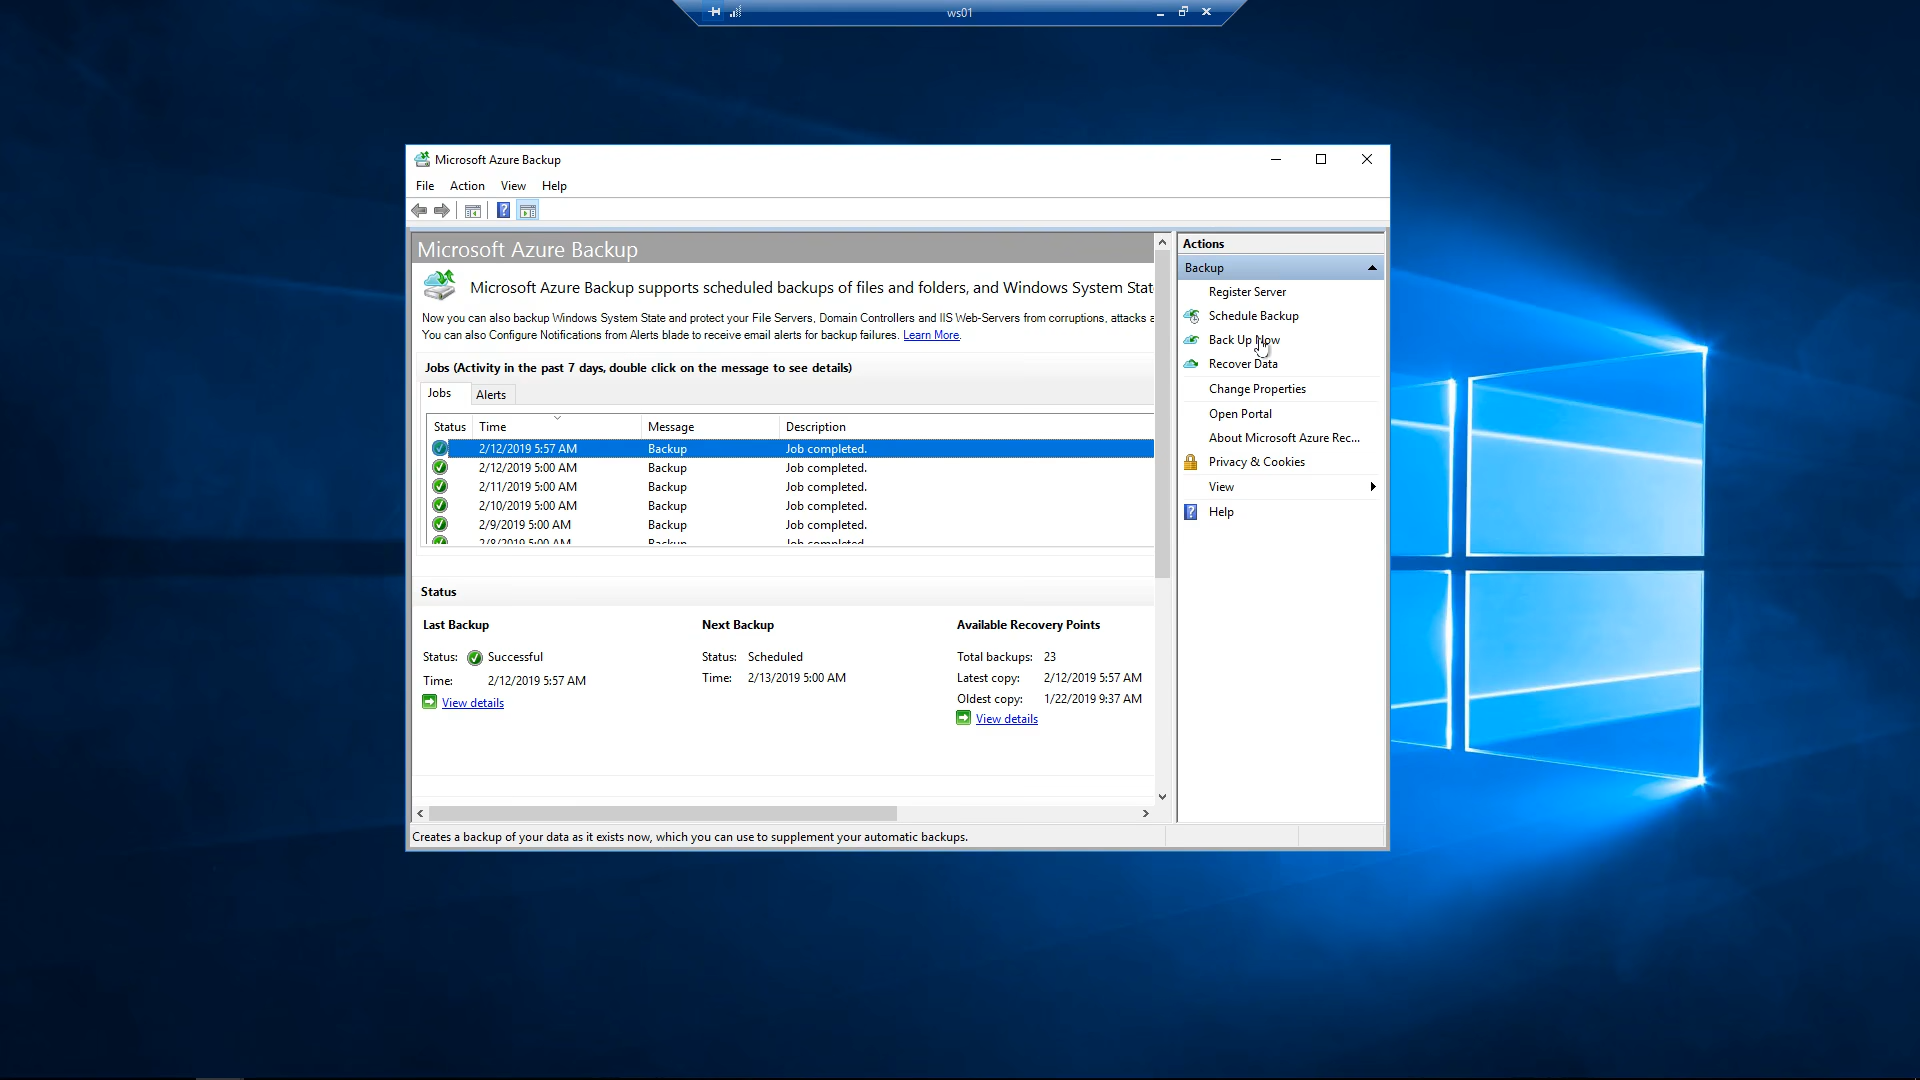 ws01
Microsoft Azure Backup
File Action View Help
Microsoft Azure Backup
Microsoft Azure Backup supports scheduled backups of files and folders, and Windows System Stat
Now you can also backup Windows System State and protect your File Servers, Domain Controllers and IIS Web-Servers from corruptions, attacks a
You can also Configure Notifications from Alerts blade to receive email alerts for backup failures. Learn More.
Jobs (Activity in the past 7 days, double click on the message to see details)
Jobs Alerts
Status Time Message Description
2/12/2019 5:57 AM Backup Job completed.
2/12/2019 5:00 AM Backup Job completed.
2/11/2019 5:00 AM Backup Job completed.
2/10/2019 5:00 AM Backup Job completed.
2/9/2019 5:00 AM Backup Job completed.
2/8/2019 5:00 AM Backup Job completed.
Status
Last Backup
Status: Successful
Time: 2/12/2019 5:57 AM
View details
Next Backup
Status: Scheduled
Time: 2/13/2019 5:00 AM
Available Recovery Points
Total backups: 23
Latest copy: 2/12/2019 5:57 AM
Oldest copy: 1/22/2019 9:37 AM
View details
Actions
Backup
Register Server
Schedule Backup
Back Up Now
Recover Data
Change Properties
Open Portal
About Microsoft Azure Rec...
Privacy & Cookies
View
Help
Creates a backup of your data as it exists now, which you can use to supplement your automatic backups.